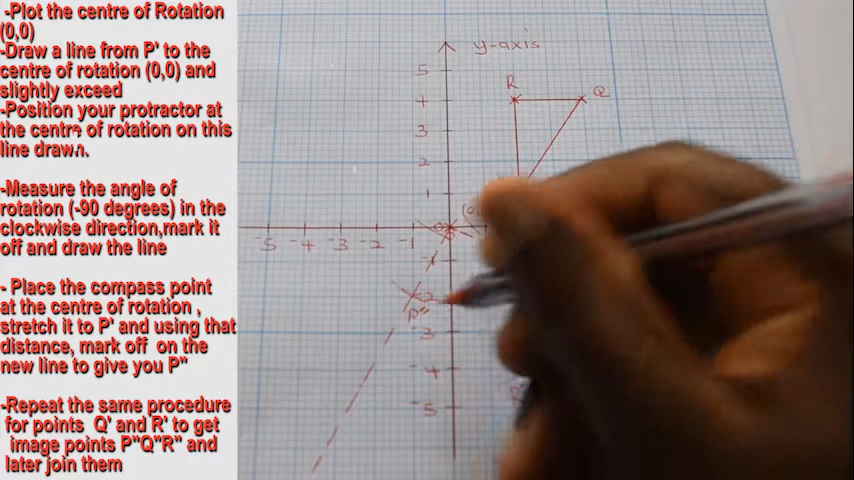 -Plot the centre of Rotation
(0,0)
-Draw a line from P' to the
centre of rotation (0,0) and
slightly exceed
-Position your protractor at
the centre of rotation on this
line drawn.
-Measure the angle of
rotation (-90 degrees) in the
clockwise direction,mark it
off and draw the line
- Place the compass point
at the centre of rotation ,
stretch it to P' and using that
distance, mark off on the
new line to give you P"
-Repeat the same procedure
for points Q' and R' to get
image points P"Q"R" and
later join them
y-axis
5
R
Q
4
3
2
1
(0,
-5 -4 -3 -2 -1
-1
-2
P"
-3
-4
-5
R